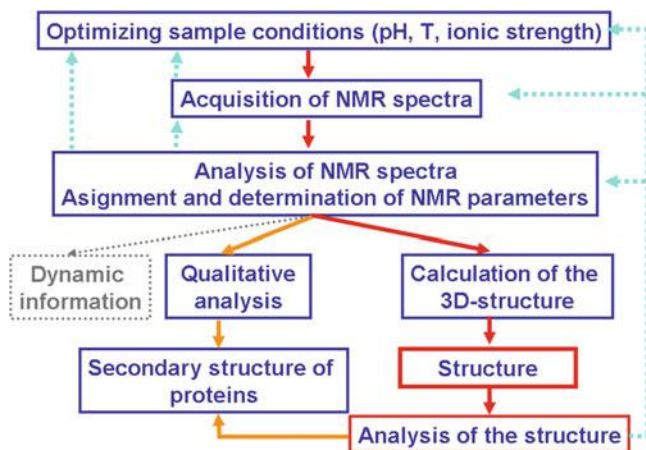 Optimizing sample conditions (pH, T, ionic strength)
Acquisition of NMR spectra
Analysis of NMR spectra
Asignment and determination of NMR parameters
Dynamic
information
Qualitative
analysis
Calculation of the
3D-structure
Secondary structure of
proteins
Structure
Analysis of the structure